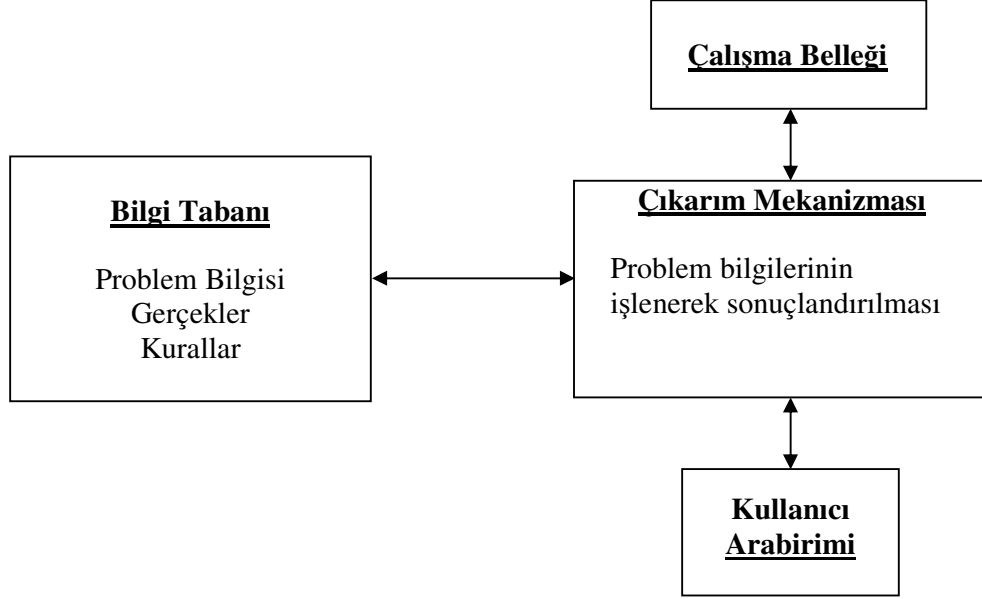 Çalışma Belleği
Bilgi Tabanı
Problem Bilgisi
Gerçekler
Kurallar
Çıkarım Mekanizması
Problem bilgilerinin
işlenerek sonuçlandırılması
Kullanıcı
Arabirimi